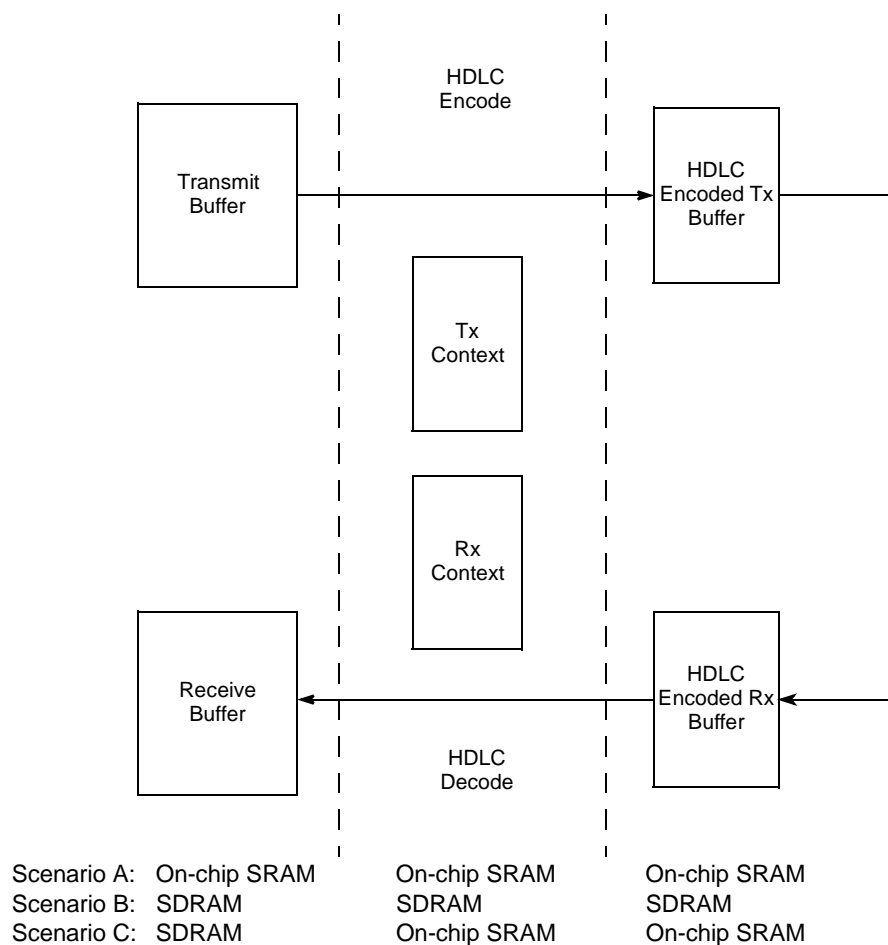 HDLC
Encode
Transmit
Buffer
HDLC
Encoded Tx
Buffer
Tx
Context
Rx
Context
Receive
Buffer
HDLC
Encoded Rx
Buffer
HDLC
Decode
Scenario A: On-chip SRAM On-chip SRAM On-chip SRAM
Scenario B: SDRAM SDRAM SDRAM
Scenario C: SDRAM On-chip SRAM On-chip SRAM